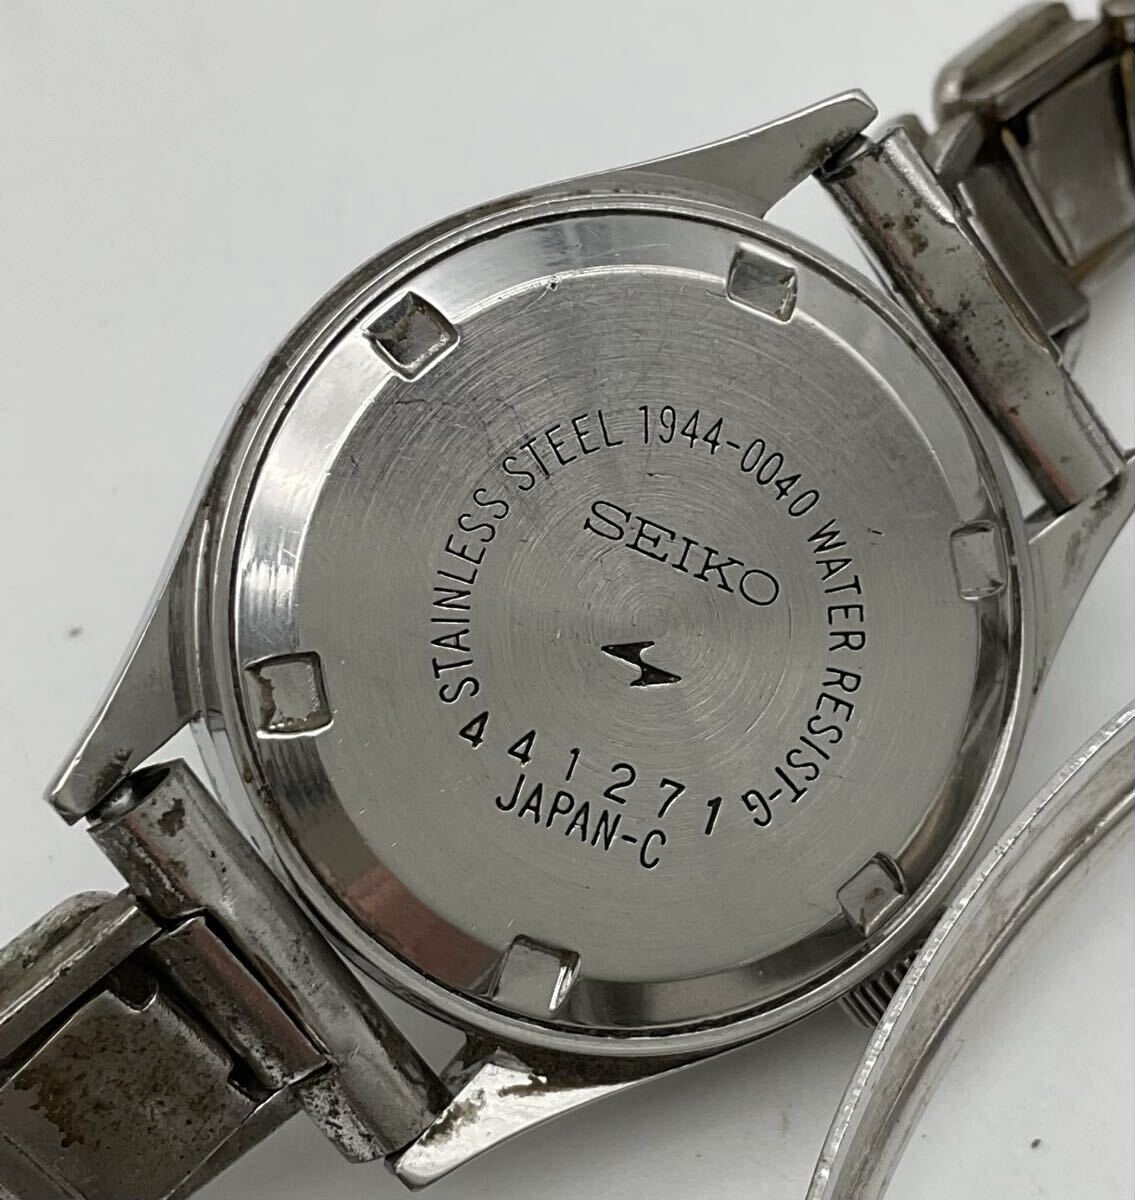 STAINLESS STEEL 1944-0040 WATER RESIST-G
SEIKO
441271
JAPAN-C